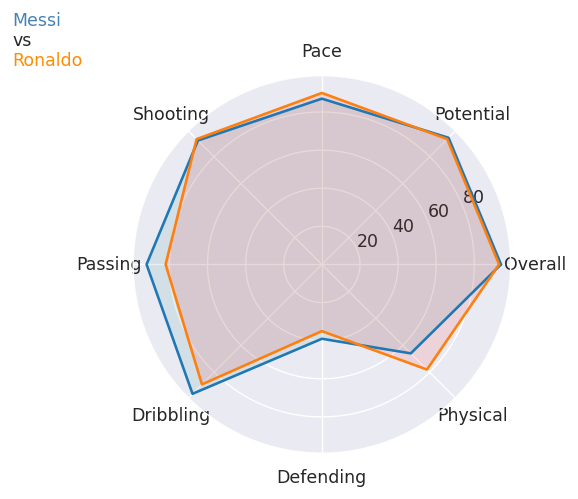 Messi
vs
Ronaldo
Pace
Shooting
Potential
80
60
40
20
Passing
Overall
Dribbling
Physical
Defending